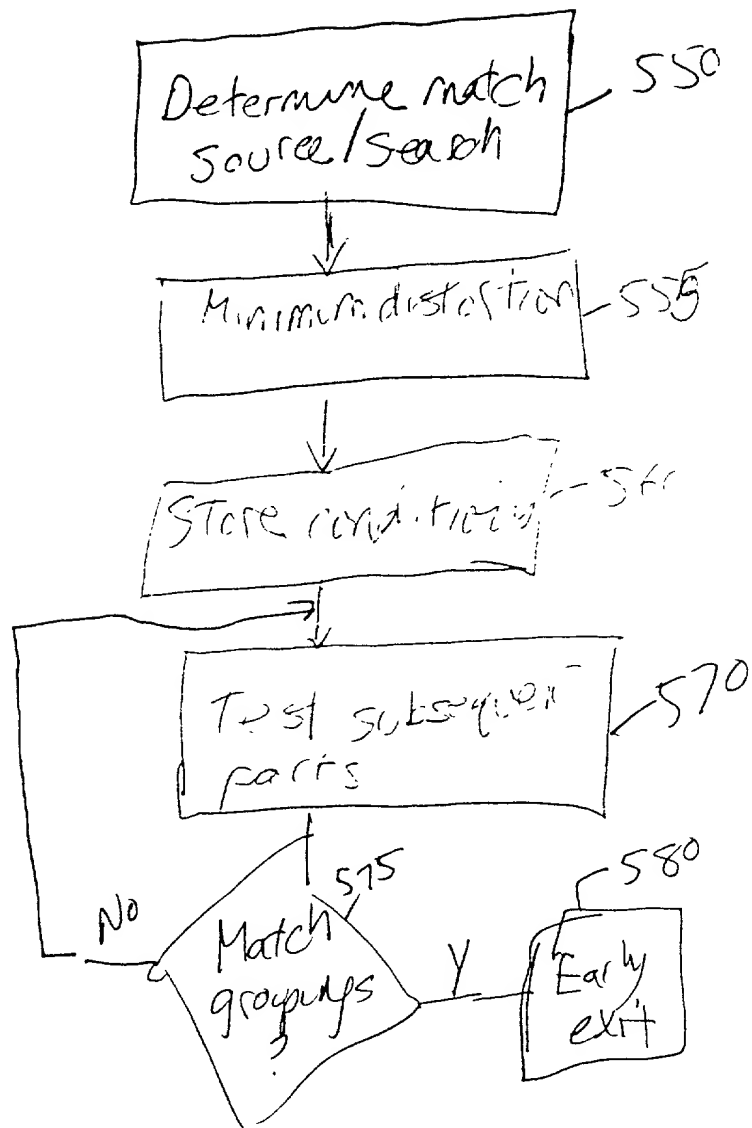 Determine match
source/search
550
Minimum distortion
555
Store conditions
Test subsequent
parts
570
575
Match
groupings
?
No
Y
580
Early
exit